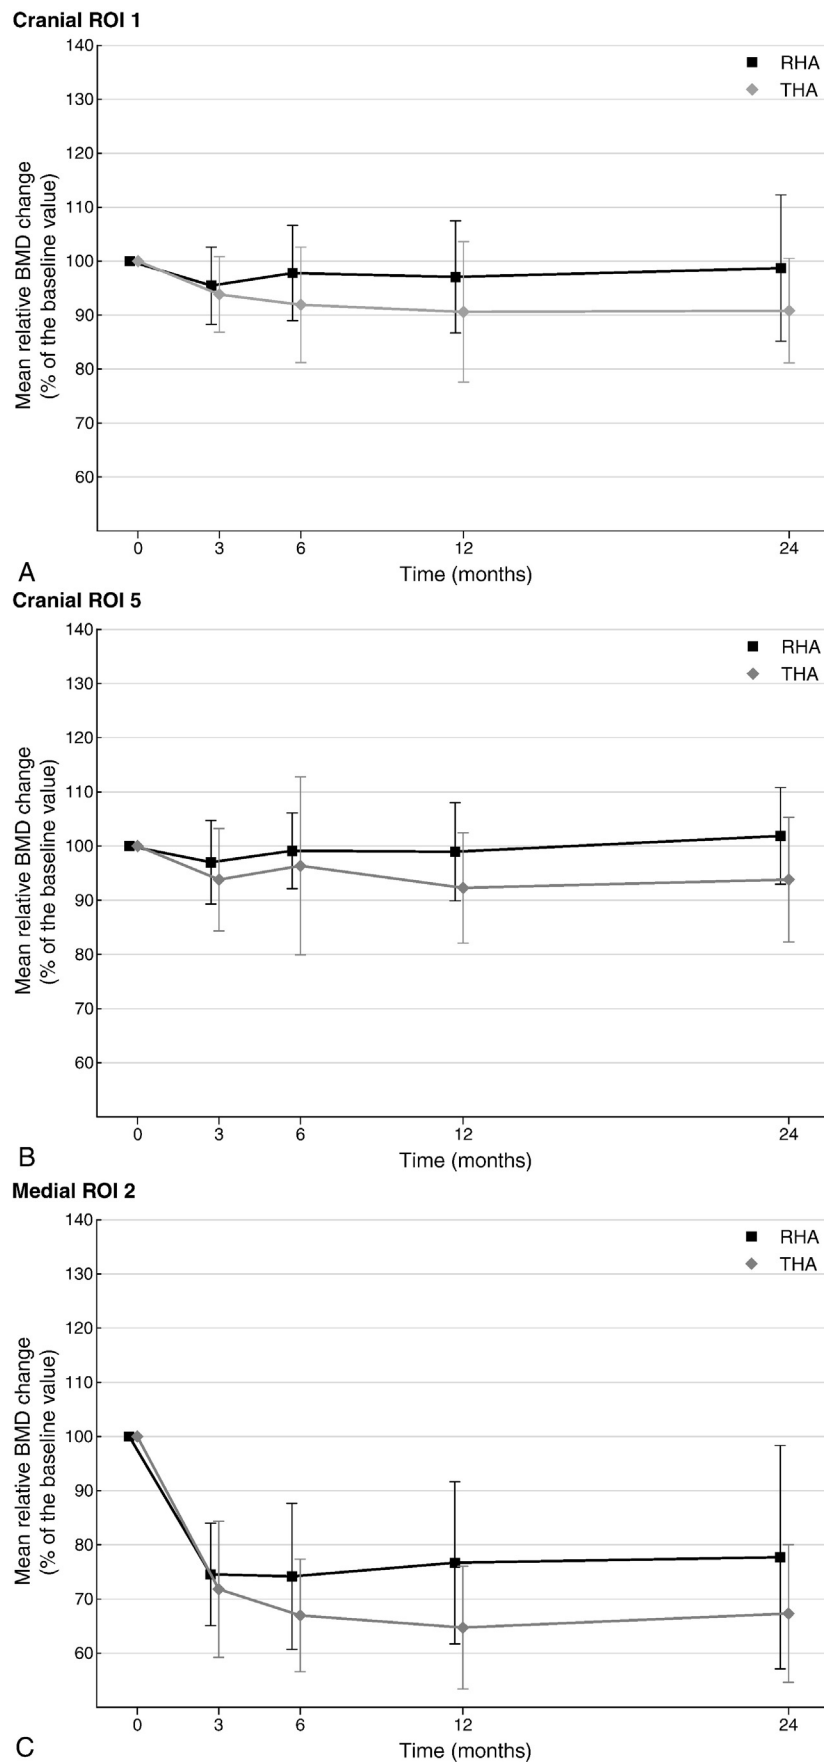 Cranial ROI 1
140
130
120
110
100
90
80
70
60
Mean relative BMD change
(% of the baseline value)
RHA
THA
0 3 6 12 24
Time (months)
A
Cranial ROI 5
140
130
120
110
100
90
80
70
60
Mean relative BMD change
(% of the baseline value)
RHA
THA
0 3 6 12 24
Time (months)
B
Medial ROI 2
140
130
120
110
100
90
80
70
60
Mean relative BMD change
(% of the baseline value)
RHA
THA
0 3 6 12 24
Time (months)
C